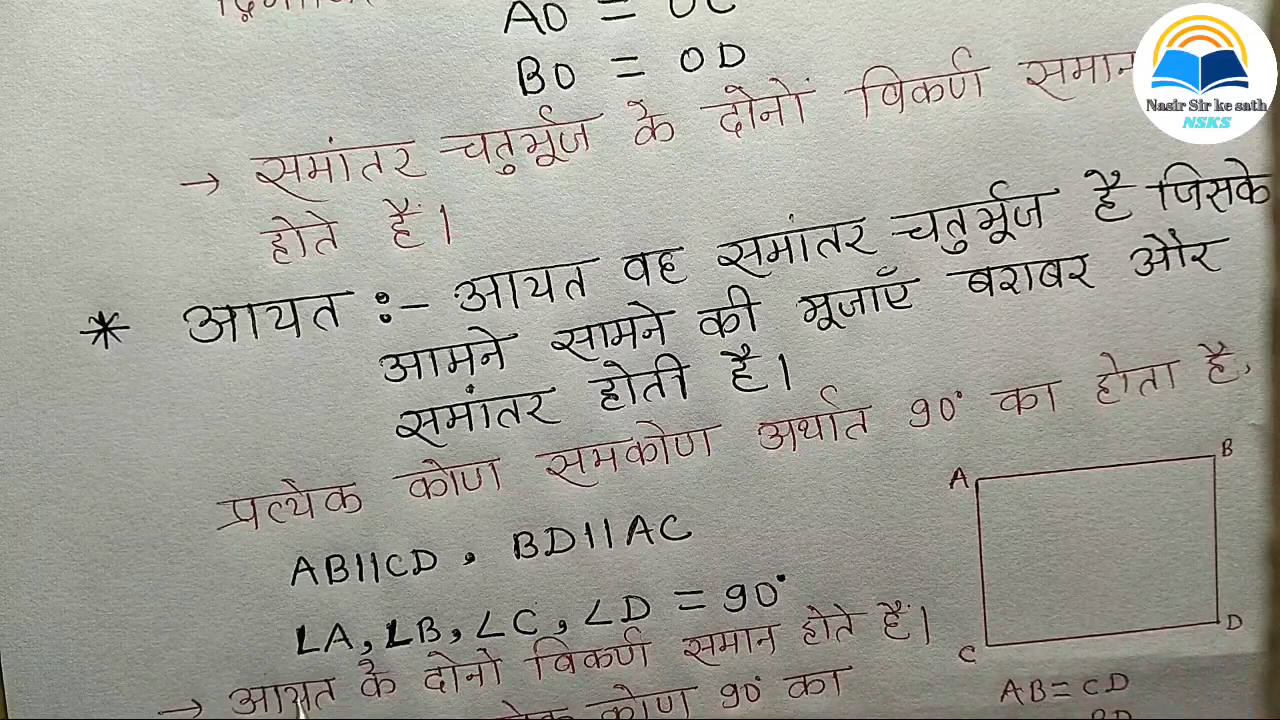 AO = OC
BO = OD
→ समांतर चतुर्भूज के दोनों विकर्ण समान
होते हैं।
* आयत :- आयत वह समांतर चतुर्भूज है जिसके
आमने सामने की भूजाएँ बराबर और
समांतर होती है।
प्रत्येक कोण समकोण अर्थात 90° का होता है,
AB||CD, BD||AC
∠A, ∠B, ∠C, ∠D = 90°
→ आयत के दोनो विकर्ण समान होते हैं।
कोण 90° का
A
B
C
D
AB = CD
BD
Nasir Sir ke sath
NSKS